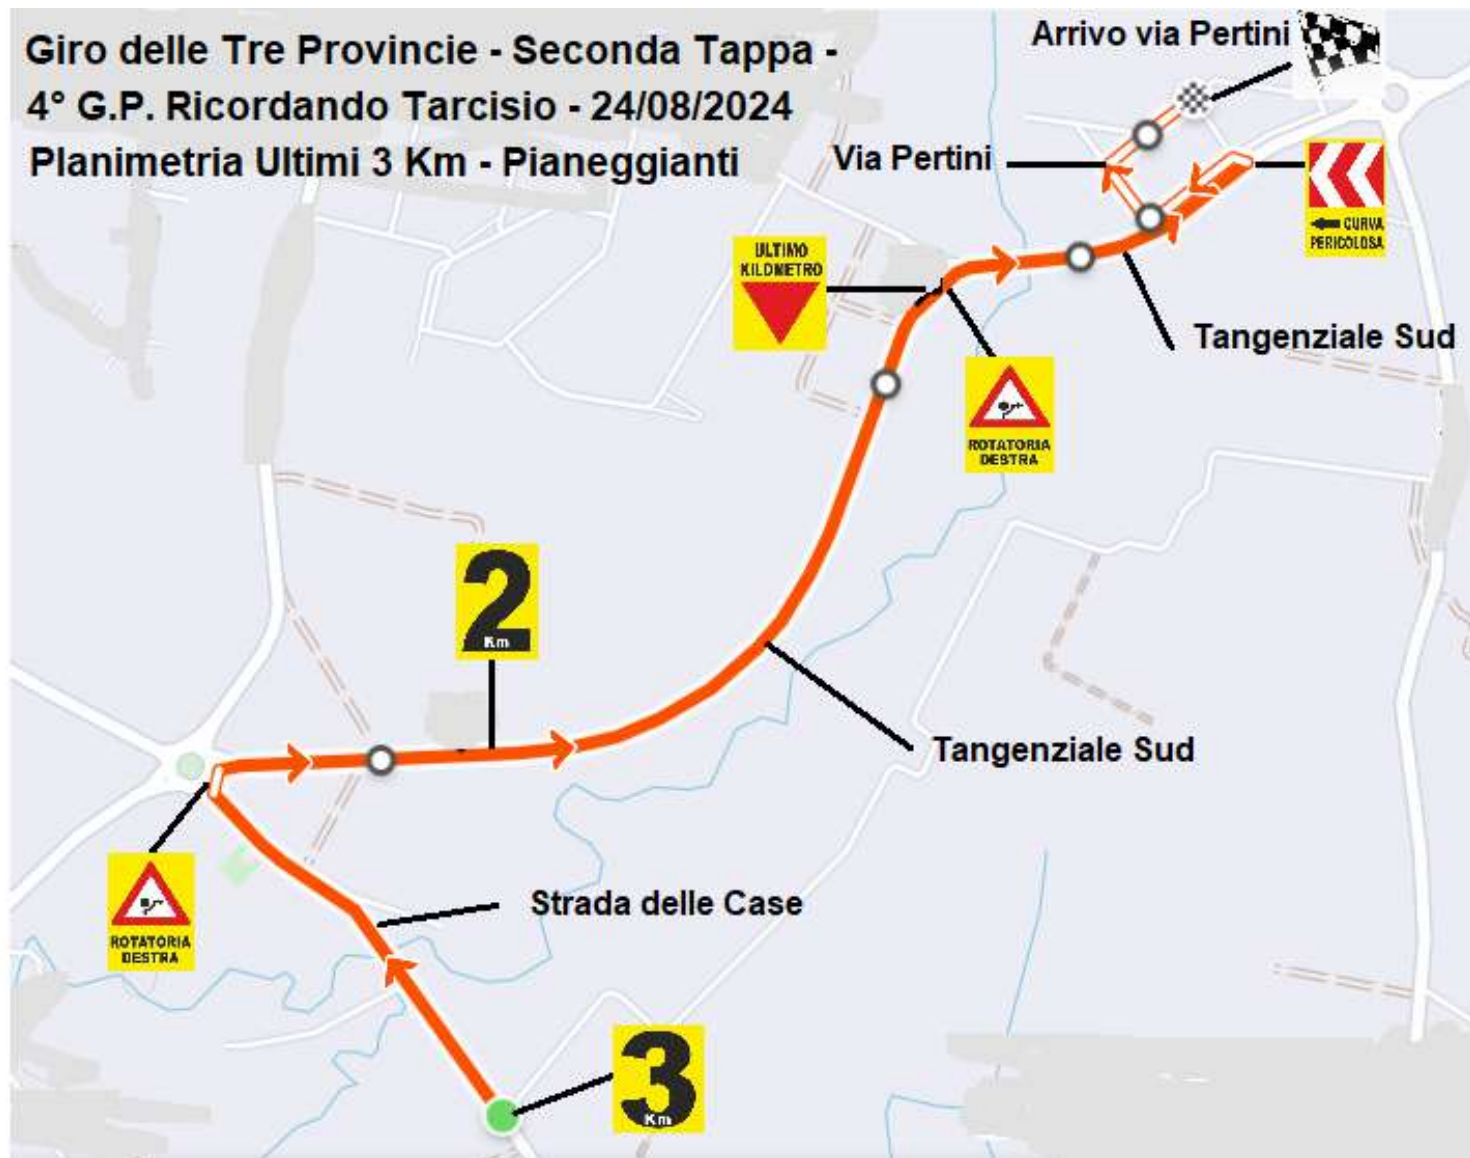 Giro delle Tre Provincie - Seconda Tappa -
4° G.P. Ricordando Tarcisio - 24/08/2024
Planimetria Ultimi 3 Km - Pianeggianti
Arrivo via Pertini
Via Pertini
CURVA
PERICOLOSA
ULTIMO
KILOMETRO
Tangenziale Sud
ROTATORIA
DESTRA
2
Km
Tangenziale Sud
ROTATORIA
DESTRA
Strada delle Case
3
Km